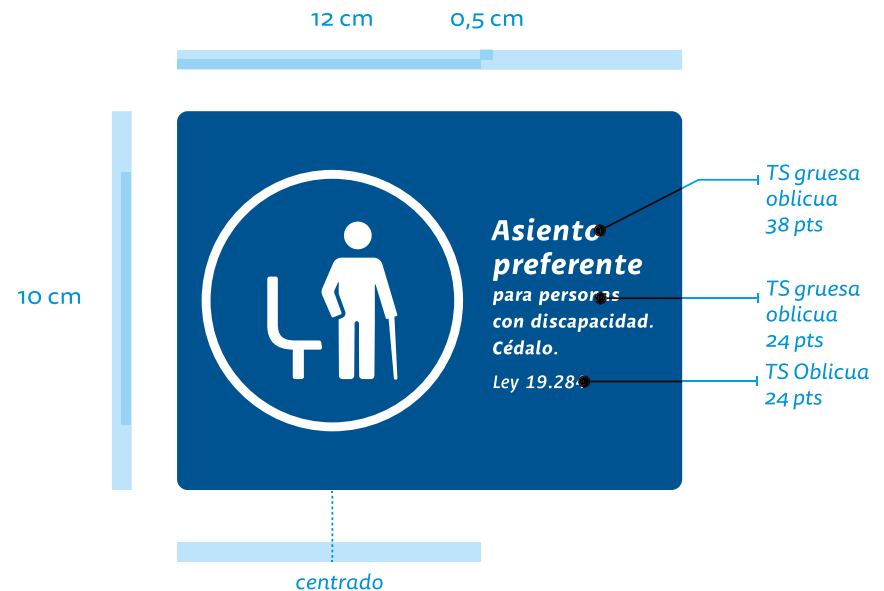 12 cm
0,5 cm
10 cm
Asiento
preferente
para personas
con discapacidad.
Cédalo.
Ley 19.284
TS gruesa
oblicua
38 pts
TS gruesa
oblicua
24 pts
TS Oblicua
24 pts
centrado